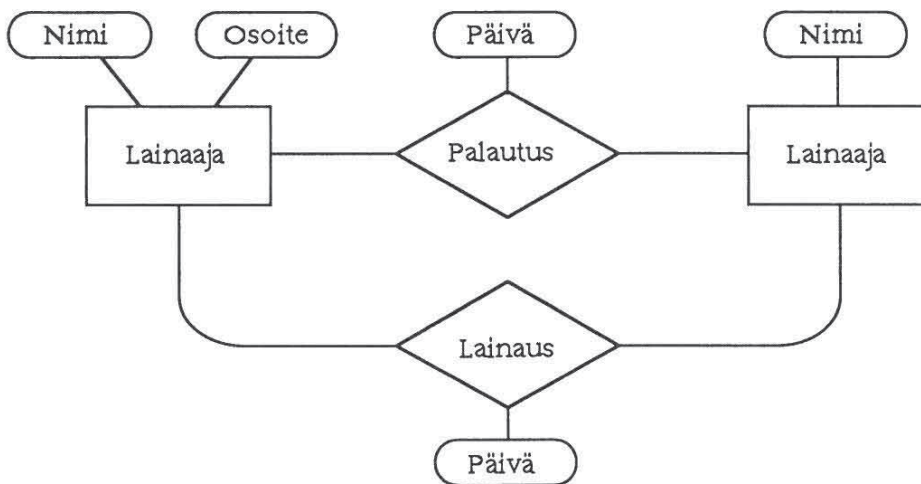 Nimi
Osoite
Päivä
Nimi
Lainaaja
Palautus
Lainaaja
Lainaus
Päivä